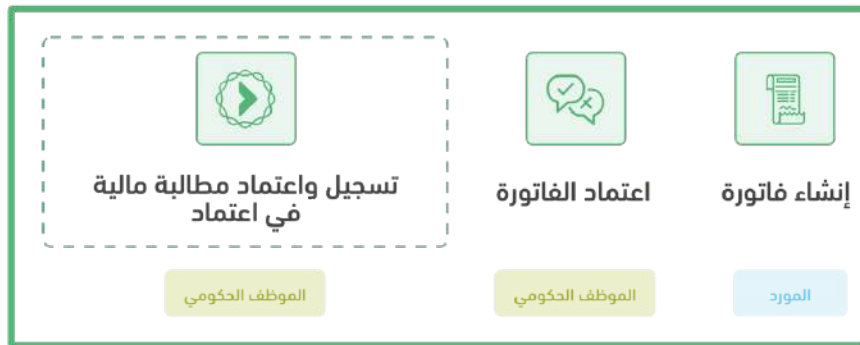 إنشاء فاتورة
اعتماد الفاتورة
تسجيل واعتماد مطالبة مالية
في اعتماد
المورد
الموظف الحكومي
الموظف الحكومي